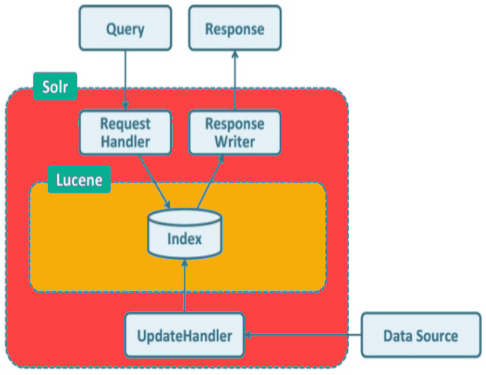 Query
Response
Solr
Request
Handler
Response
Writer
Lucene
Index
UpdateHandler
Data Source